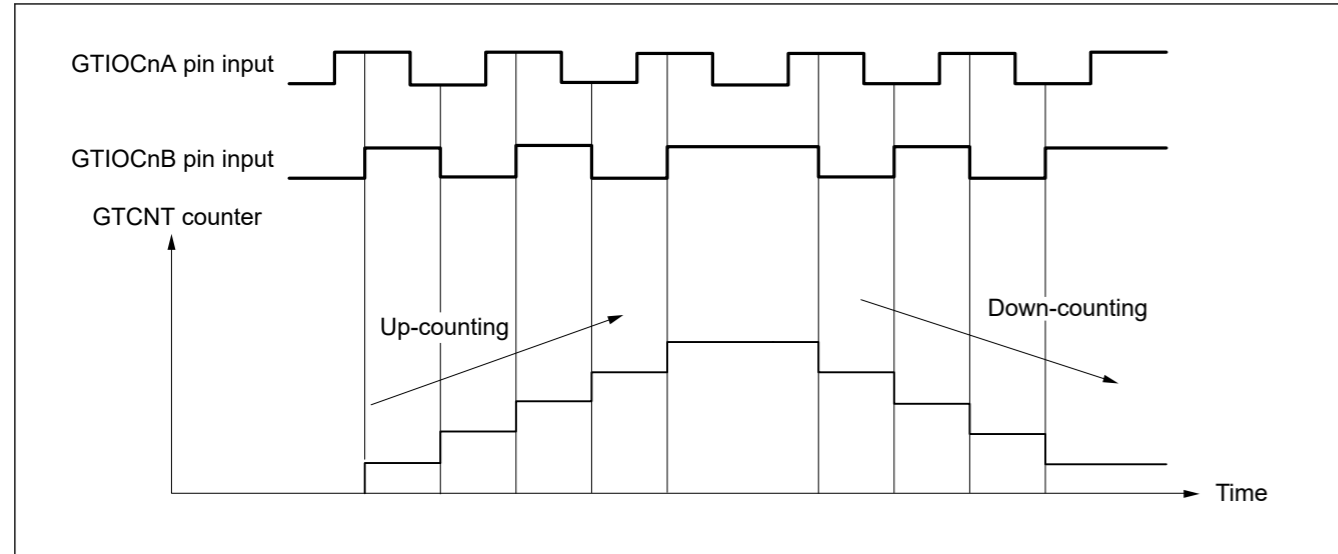 GTIOCnA pin input
GTIOCnB pin input
GTCNT counter
Up-counting
Down-counting
Time